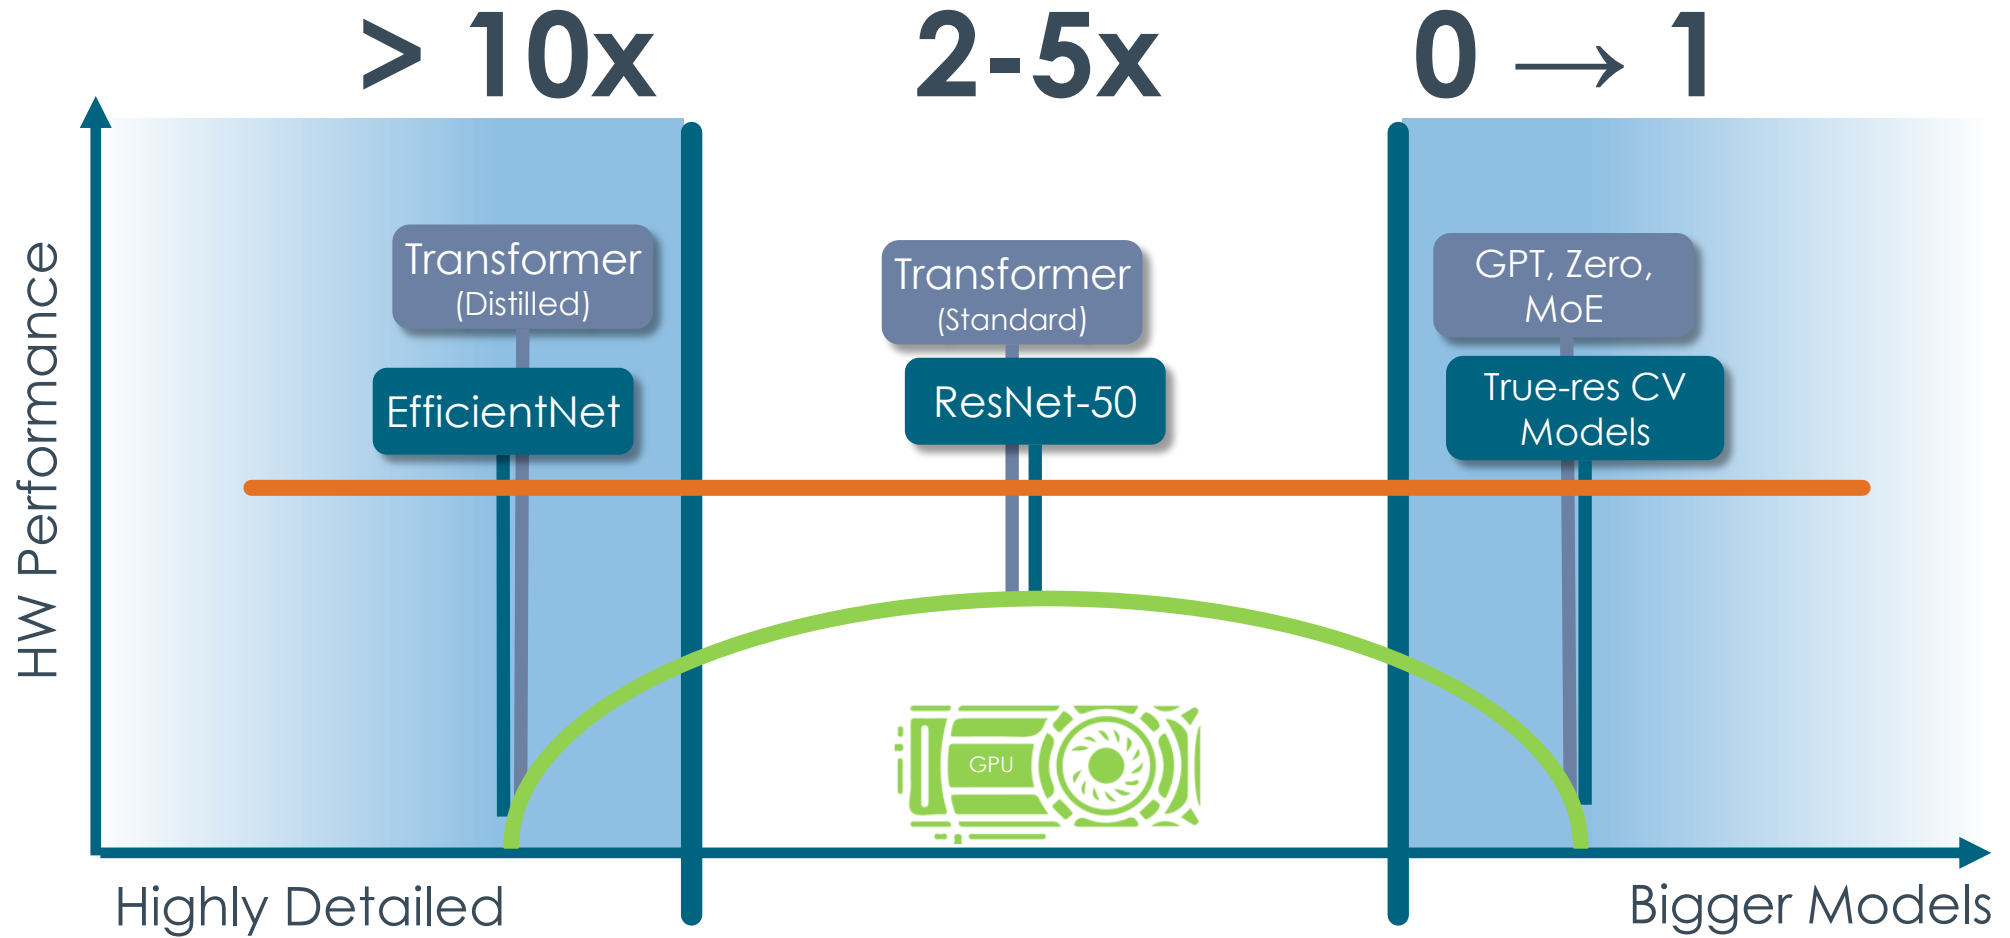 > 10x
2-5x
0 → 1
HW Performance
Transformer
(Distilled)
EfficientNet
Transformer
(Standard)
ResNet-50
GPT, Zero,
MoE
True-res CV
Models
GPU
Highly Detailed
Bigger Models